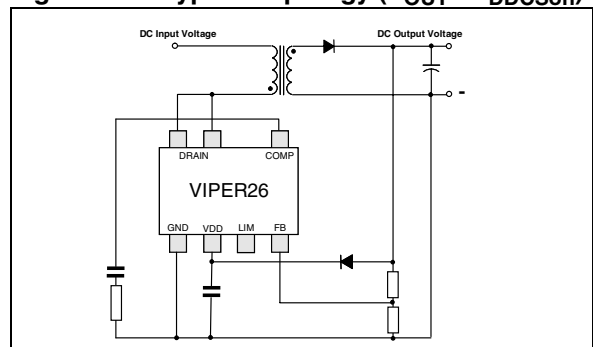 DC Input Voltage
DC Output Voltage
-
DRAIN
COMP
VIPER26
GND
VDD
LIM
FB